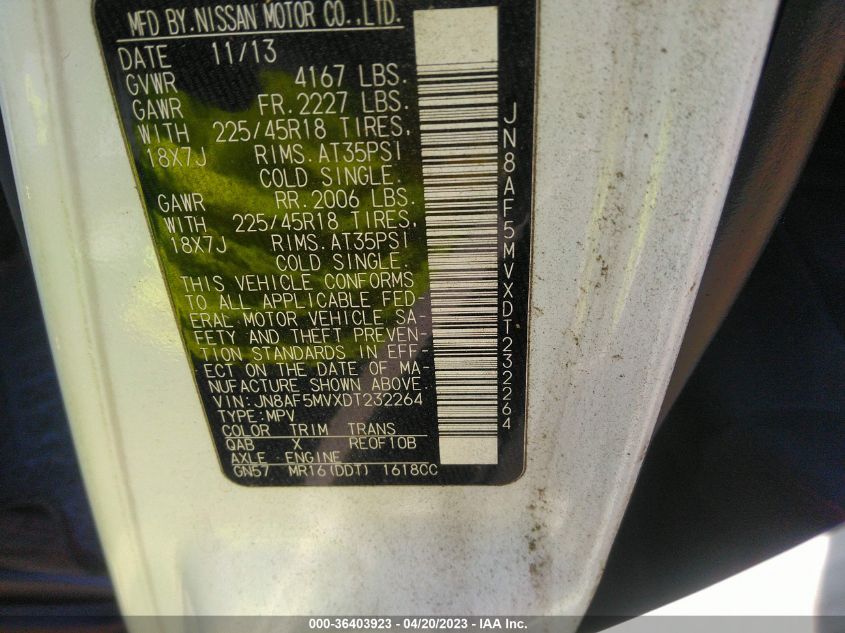 MFD BY.NISSAN MOTOR CO.,LTD.
DATE 11/13
GVWR 4167 LBS.
GAWR FR.2227 LBS.
WITH 225/45R18 TIRES,
18X7J RIMS.AT35PSI
COLD SINGLE.
GAWR RR.2006 LBS.
WITH 225/45R18 TIRES,
18X7J RIMS.AT35PSI
COLD SINGLE.
THIS VEHICLE CONFORMS
TO ALL APPLICABLE FED-
ERAL MOTOR VEHICLE SA-
FETY AND THEFT PREVEN-
TION STANDARDS IN EFF-
ECT ON THE DATE OF MA-
NUFACTURE SHOWN ABOVE.
VIN:JN8AF5MVXDT232264
TYPE:MPV
COLOR TRIM TRANS
QAB X RE0F10B
AXLE ENGINE
GN57 MR16(DDT) 1618CC
JN8AF5MVXDT232264
000-36403923 - 04/20/2023 - IAA Inc.